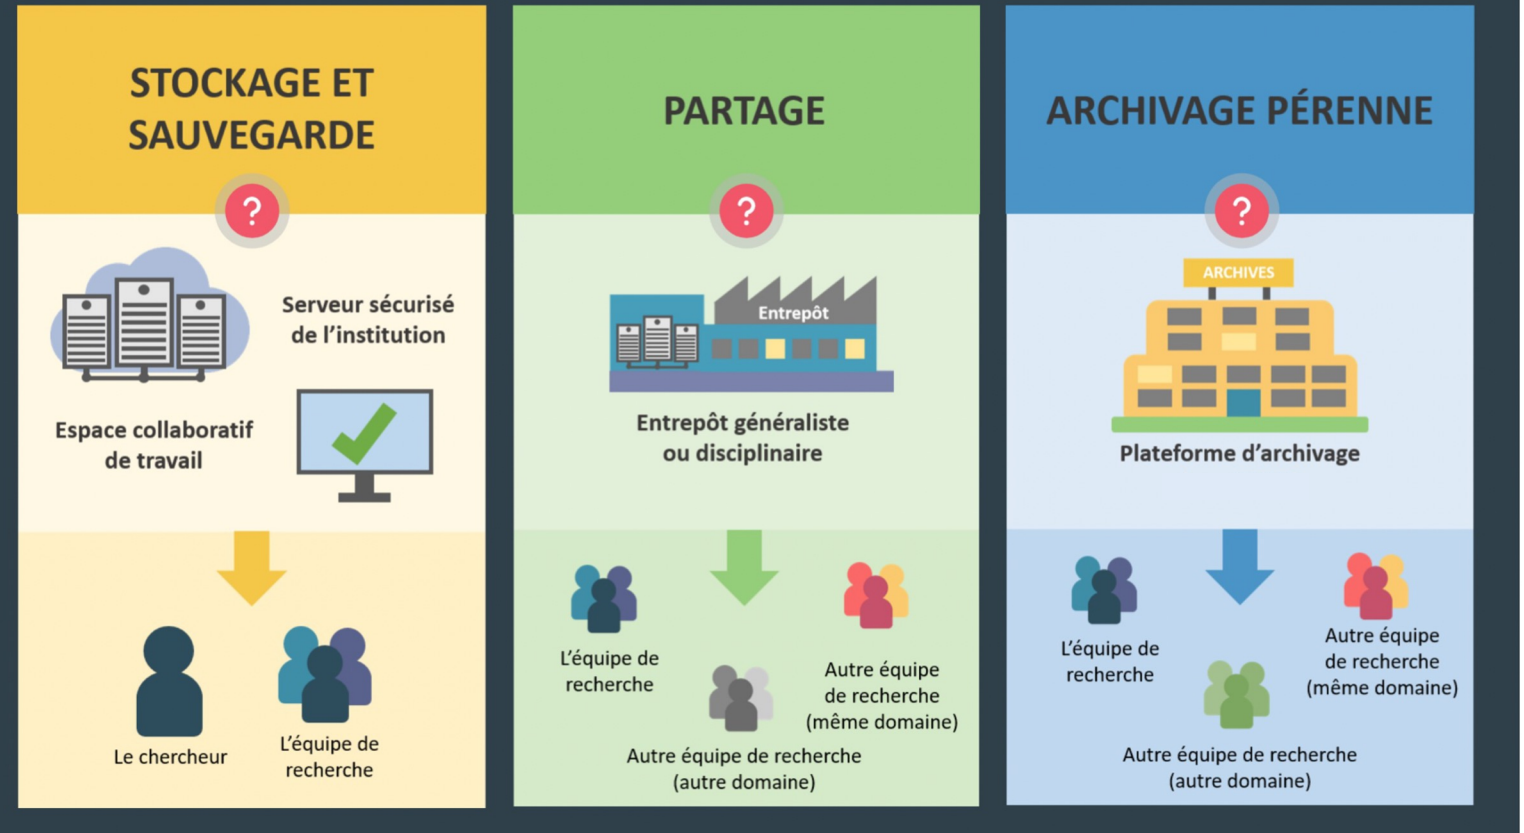 STOCKAGE ET
SAUVEGARDE
?
Serveur sécurisé
de l'institution
Espace collaboratif
de travail
Le chercheur
L'équipe de
recherche
PARTAGE
?
Entrepôt
Entrepôt généraliste
ou disciplinaire
L'équipe de
recherche
Autre équipe
de recherche
(même domaine)
Autre équipe de recherche
(autre domaine)
ARCHIVAGE PÉRENNE
?
ARCHIVES
Plateforme d'archivage
L'équipe de
recherche
Autre équipe
de recherche
(même domaine)
Autre équipe de recherche
(autre domaine)